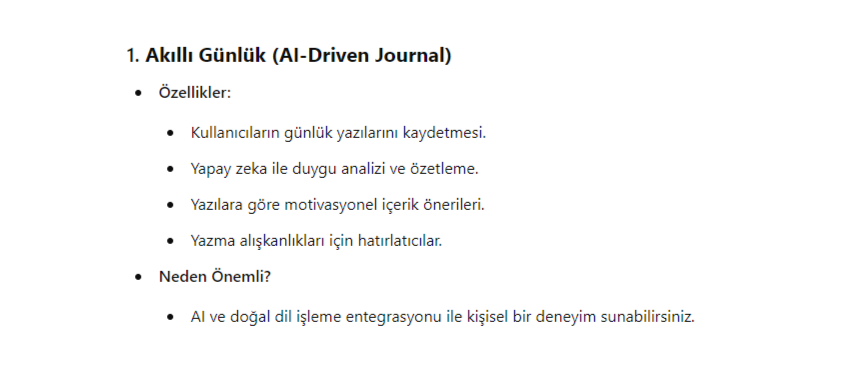 1. Akıllı Günlük (AI-Driven Journal)
• Özellikler:
• Kullanıcıların günlük yazılarını kaydetmesi.
• Yapay zeka ile duygu analizi ve özetleme.
• Yazılara göre motivasyonel içerik önerileri.
• Yazma alışkanlıkları için hatırlatıcılar.
• Neden Önemli?
• AI ve doğal dil işleme entegrasyonu ile kişisel bir deneyim sunabilirsiniz.